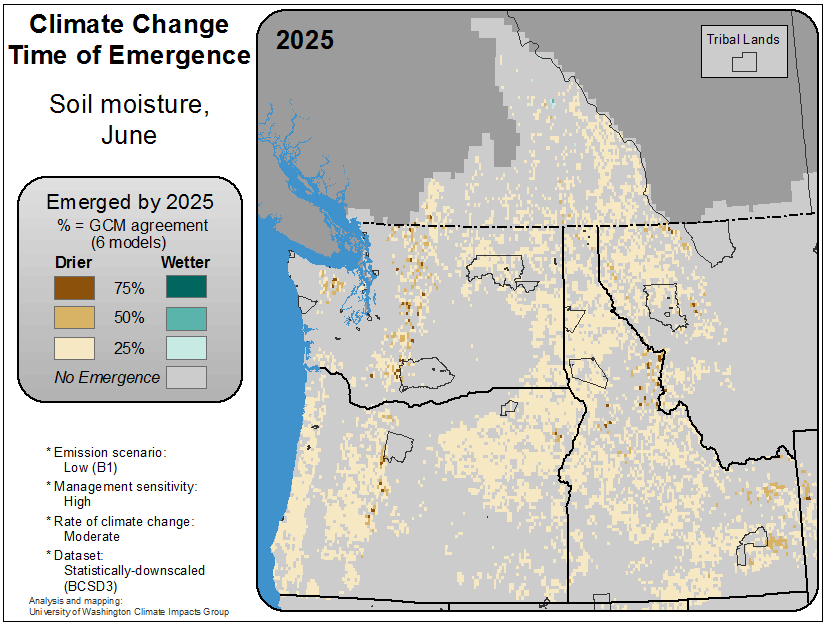 Climate Change
Time of Emergence
Soil moisture,
June
Emerged by 2025
% = GCM agreement
(6 models)
Drier Wetter
75%
50%
25%
No Emergence
* Emission scenario:
Low (B1)
* Management sensitivity:
High
* Rate of climate change:
Moderate
* Dataset:
Statistically-downscaled
(BCSD3)
Analysis and mapping:
University of Washington Climate Impacts Group
2025
Tribal Lands